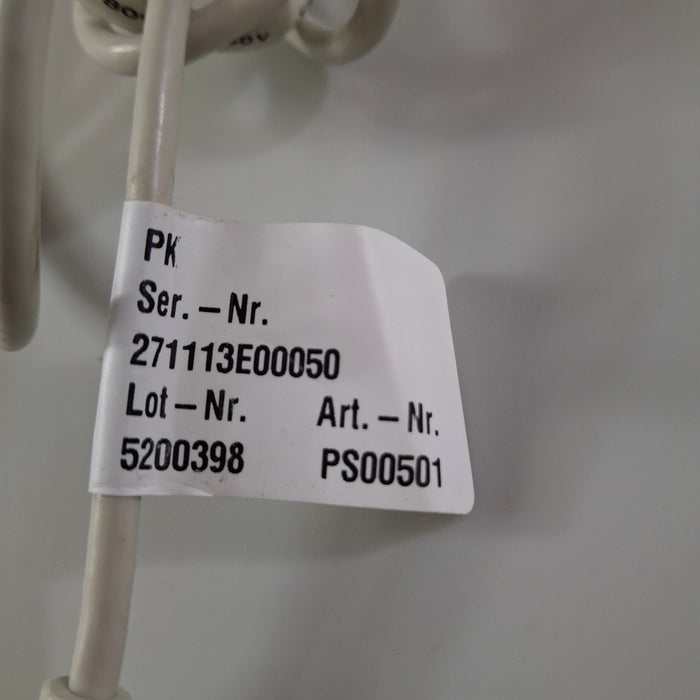 PK
Ser. – Nr.
271113E00050
Lot – Nr. Art. – Nr.
5200398 PS00501